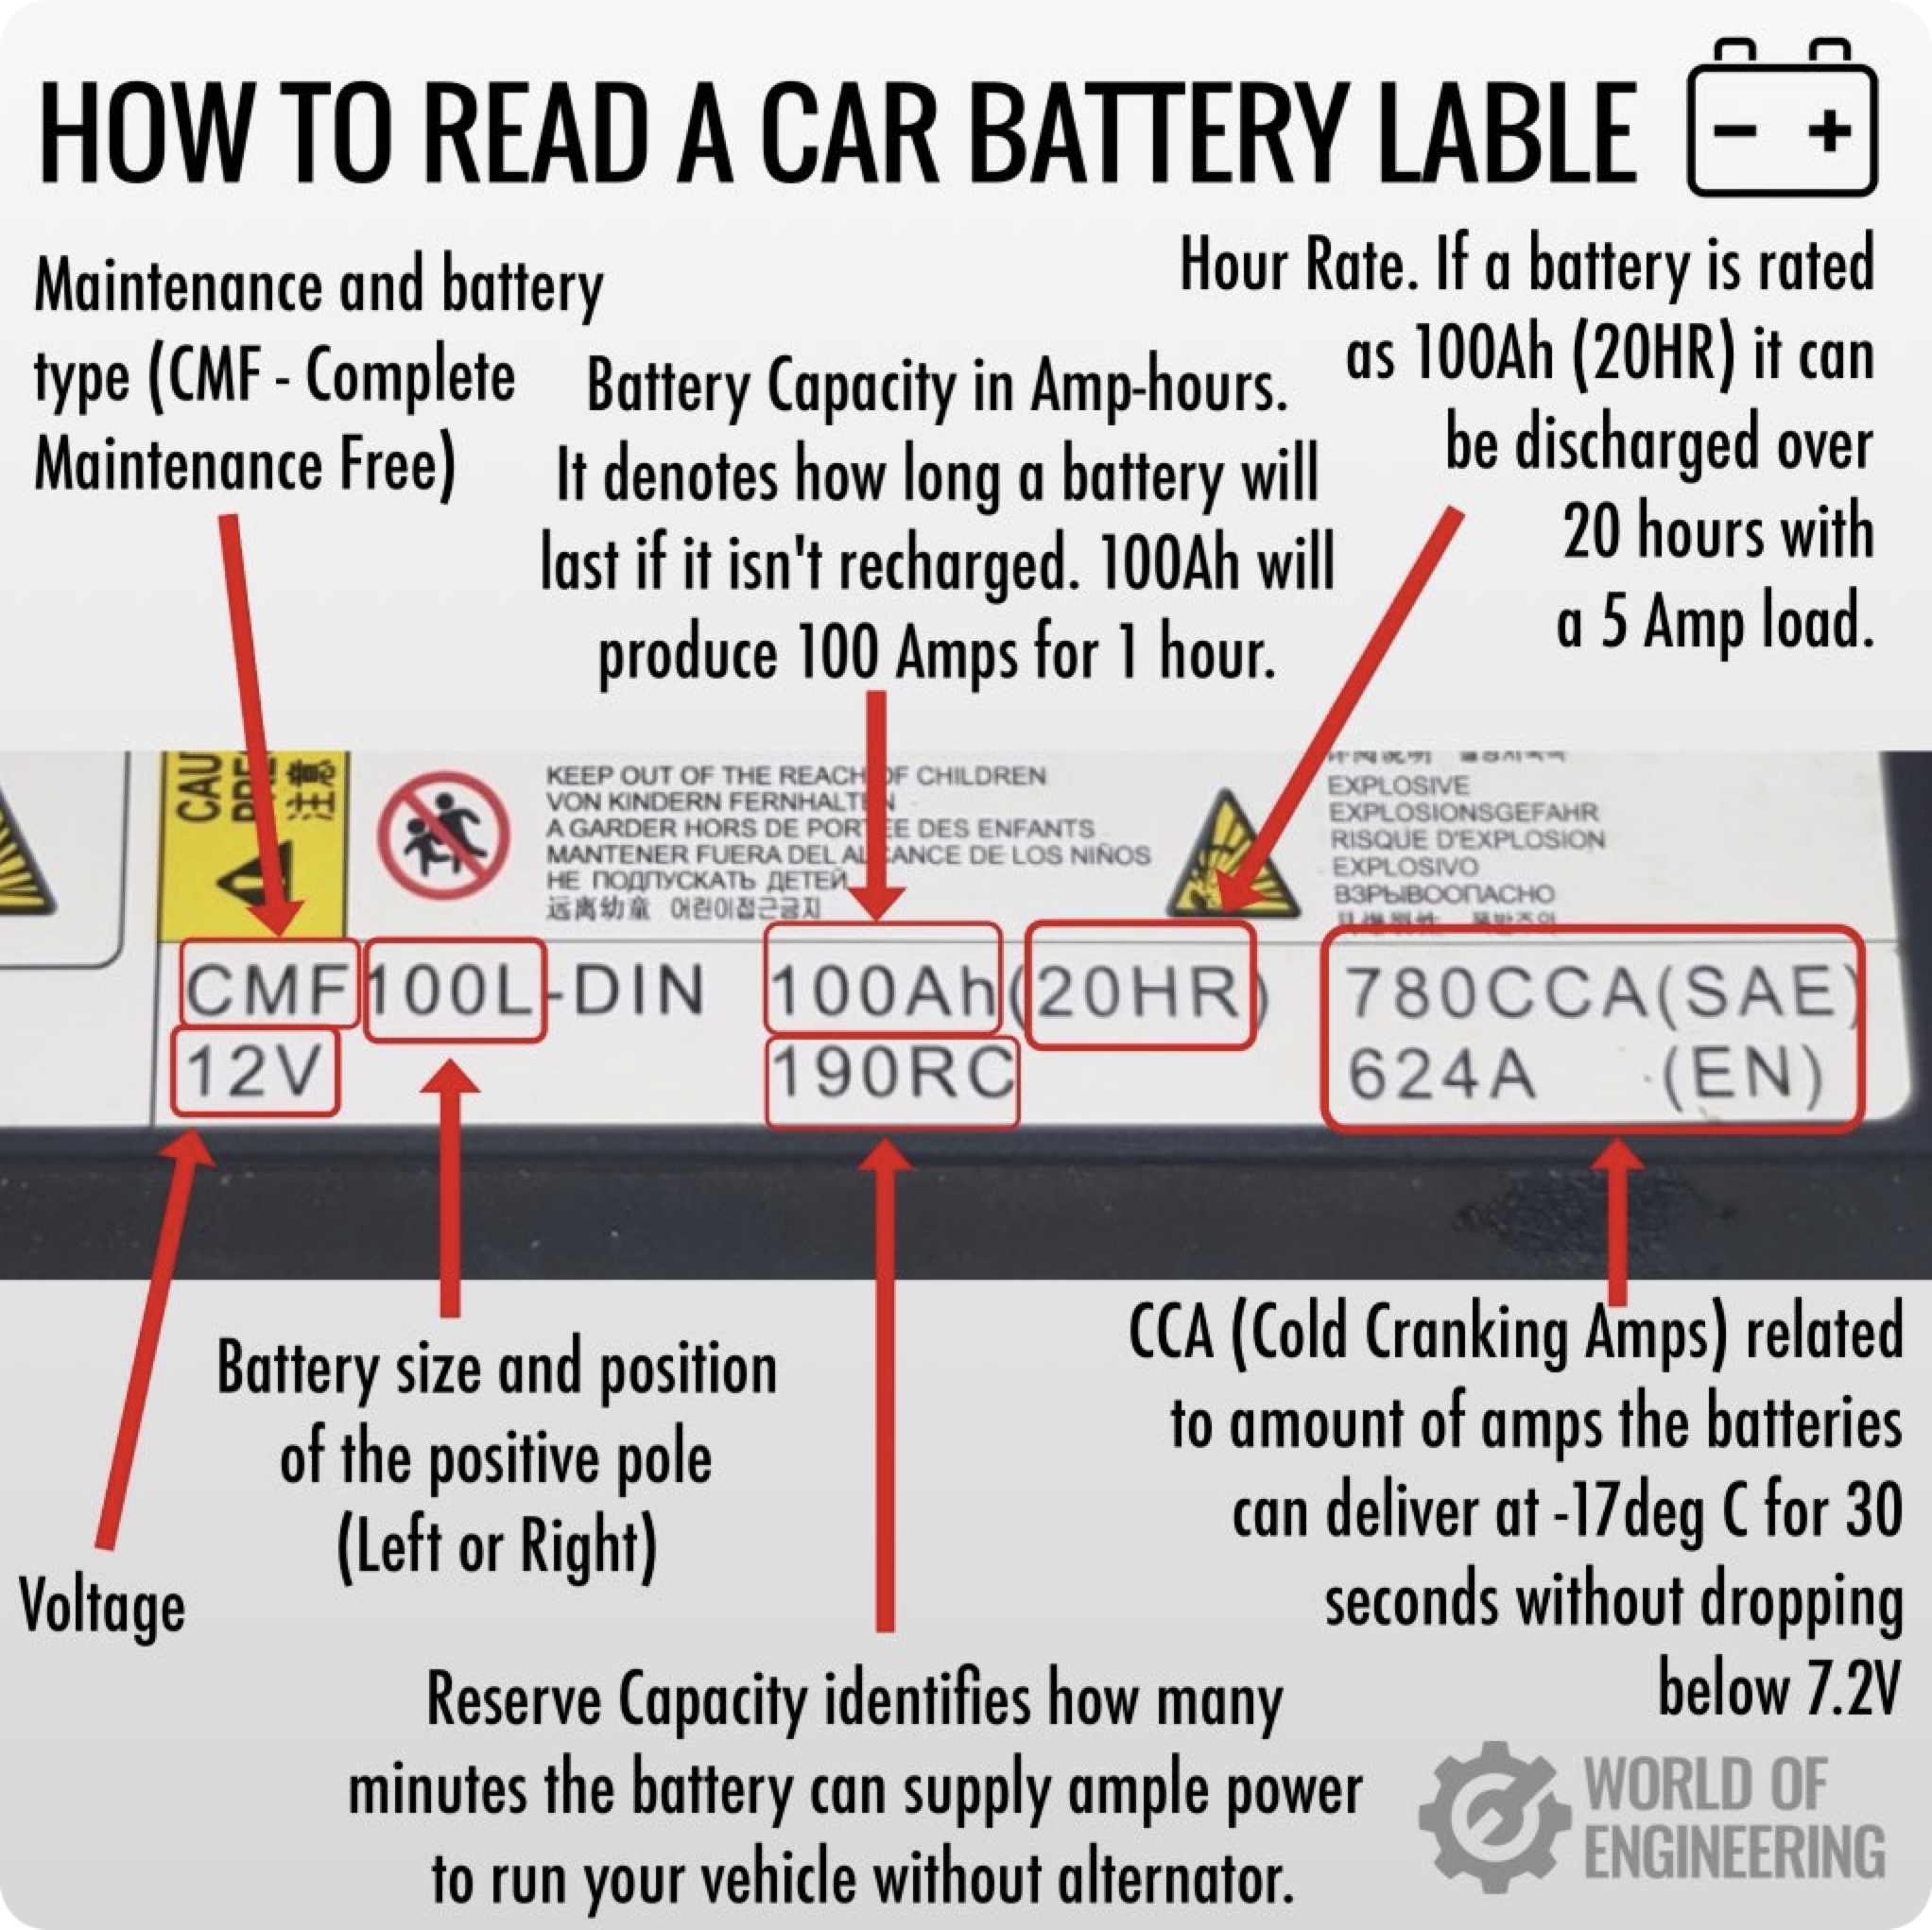 HOW TO READ A CAR BATTERY LABLE
Maintenance and battery
type (CMF - Complete
Maintenance Free)
Battery Capacity in Amp-hours.
It denotes how long a battery will
last if it isn't recharged. 100Ah will
produce 100 Amps for 1 hour.
Hour Rate. If a battery is rated
as 100Ah (20HR) it can
be discharged over
20 hours with
a 5 Amp load.
CAU
注意
KEEP OUT OF THE REACH OF CHILDREN
VON KINDERN FERNHALTEN
A GARDER HORS DE PORTEE DES ENFANTS
MANTENER FUERA DEL ALCANCE DE LOS NIÑOS
НЕ ПОДПУСКАТЬ ДЕТЕЙ
远离幼童 어린이접근금지
EXPLOSIVE
EXPLOSIONSGEFAHR
RISQUE D'EXPLOSION
EXPLOSIVO
ВЗРЫВООПАСНО
CMF100L-DIN 100Ah(20HR) 780CCA(SAE)
12V 190RC 624A (EN)
Voltage
Battery size and position
of the positive pole
(Left or Right)
Reserve Capacity identifies how many
minutes the battery can supply ample power
to run your vehicle without alternator.
CCA (Cold Cranking Amps) related
to amount of amps the batteries
can deliver at -17deg C for 30
seconds without dropping
below 7.2V
WORLD OF
ENGINEERING